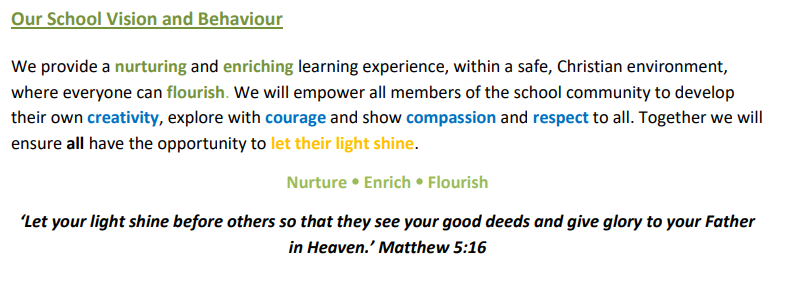 Our School Vision and Behaviour
We provide a nurturing and enriching learning experience, within a safe, Christian environment,
where everyone can flourish. We will empower all members of the school community to develop
their own creativity, explore with courage and show compassion and respect to all. Together we will
ensure all have the opportunity to let their light shine.
Nurture • Enrich • Flourish
‘Let your light shine before others so that they see your good deeds and give glory to your Father
in Heaven.’ Matthew 5:16